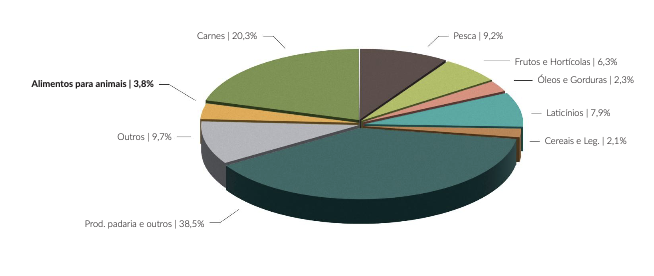 Carnes | 20,3%
Pesca | 9,2%
Frutos e Hortícolas | 6,3%
Óleos e Gorduras | 2,3%
Alimentos para animais | 3,8%
Laticínios | 7,9%
Outros | 9,7%
Cereais e Leg. | 2,1%
Prod. padaria e outros | 38,5%